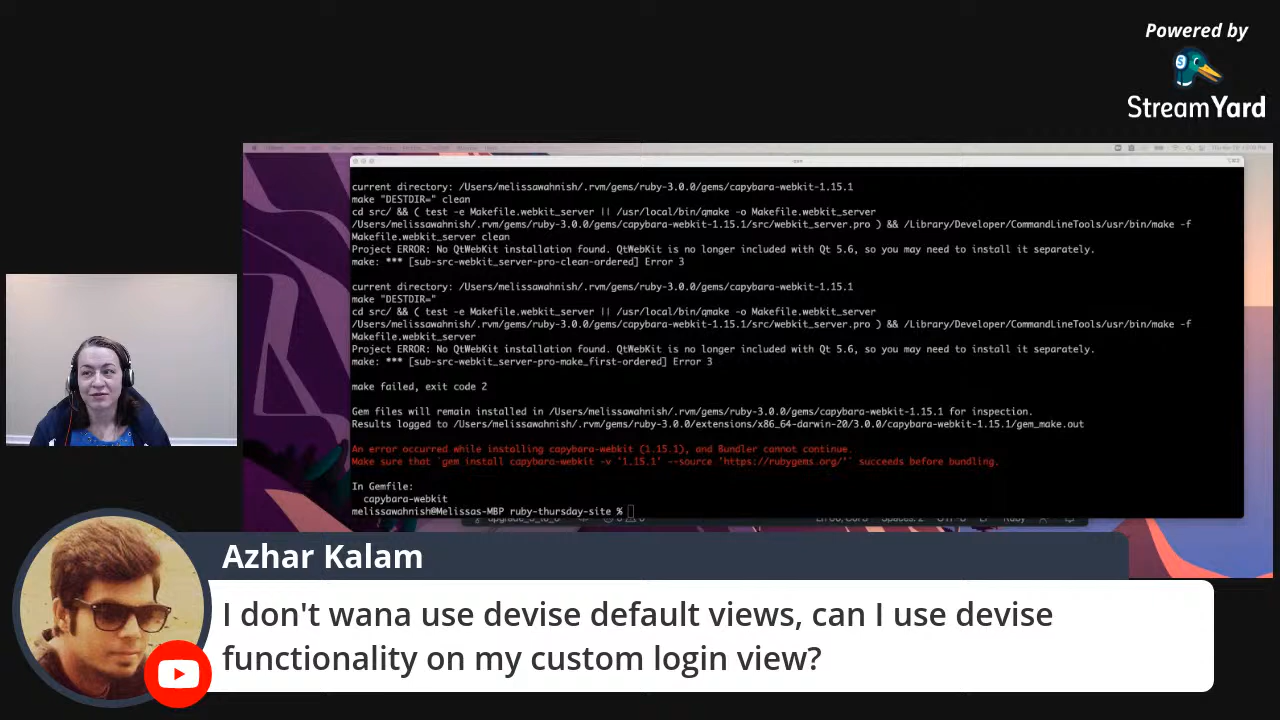 Powered by
StreamYard
current directory: /Users/melissawahnish/.rvm/gems/ruby-3.0.0/gems/capybara-webkit-1.15.1
make "DESTDIR=" clean
cd src/ && ( test -e Makefile.webkit_server || /usr/local/bin/qmake -o Makefile.webkit_server
/Users/melissawahnish/.rvm/gems/ruby-3.0.0/gems/capybara-webkit-1.15.1/src/webkit_server.pro ) && /Library/Developer/CommandLineTools/usr/bin/make -f
Makefile.webkit_server clean
Project ERROR: No QtWebKit installation found. QtWebKit is no longer included with Qt 5.6, so you may need to install it separately.
make: *** [sub-src-webkit_server-pro-clean-ordered] Error 3
current directory: /Users/melissawahnish/.rvm/gems/ruby-3.0.0/gems/capybara-webkit-1.15.1
make "DESTDIR="
cd src/ && ( test -e Makefile.webkit_server || /usr/local/bin/qmake -o Makefile.webkit_server
/Users/melissawahnish/.rvm/gems/ruby-3.0.0/gems/capybara-webkit-1.15.1/src/webkit_server.pro ) && /Library/Developer/CommandLineTools/usr/bin/make -f
Makefile.webkit_server
Project ERROR: No QtWebKit installation found. QtWebKit is no longer included with Qt 5.6, so you may need to install it separately.
make: *** [sub-src-webkit_server-pro-make_first-ordered] Error 3
make failed, exit code 2
Gem files will remain installed in /Users/melissawahnish/.rvm/gems/ruby-3.0.0/gems/capybara-webkit-1.15.1 for inspection.
Results logged to /Users/melissawahnish/.rvm/gems/ruby-3.0.0/extensions/x86_64-darwin-20/3.0.0/capybara-webkit-1.15.1/gem_make.out
An error occurred while installing capybara-webkit (1.15.1), and Bundler cannot continue.
Make sure that `gem install capybara-webkit -v '1.15.1' --source 'https://rubygems.org/'` succeeds before bundling.
In Gemfile:
capybara-webkit
melissawahnish@Melissas-MBP ruby-thursday-site %
Azhar Kalam
I don't wana use devise default views, can I use devise
functionality on my custom login view?